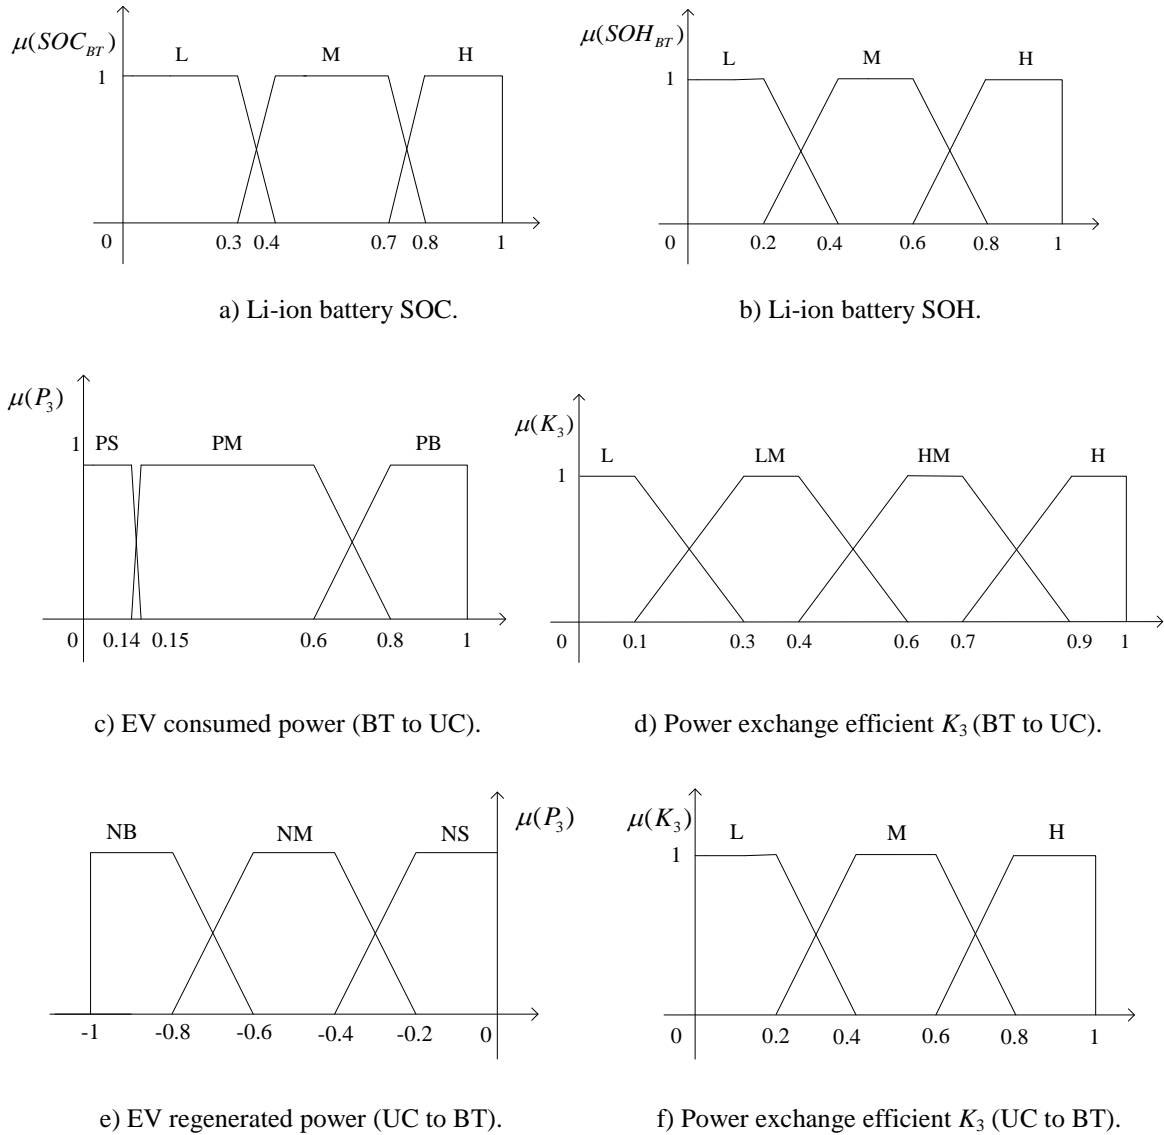 μ(SOC_BT)
L M H
1
0 0.3 0.4 0.7 0.8 1
a) Li-ion battery SOC.
μ(SOH_BT)
L M H
1
0 0.2 0.4 0.6 0.8 1
b) Li-ion battery SOH.
μ(P_3)
1 PS PM PB
0 0.14 0.15 0.6 0.8 1
c) EV consumed power (BT to UC).
μ(K_3)
L LM HM H
1
0 0.1 0.3 0.4 0.6 0.7 0.9 1
d) Power exchange efficient K_3 (BT to UC).
NB NM NS μ(P_3)
-1 -0.8 -0.6 -0.4 -0.2 0
e) EV regenerated power (UC to BT).
μ(K_3)
L M H
1
0 0.2 0.4 0.6 0.8 1
f) Power exchange efficient K_3 (UC to BT).